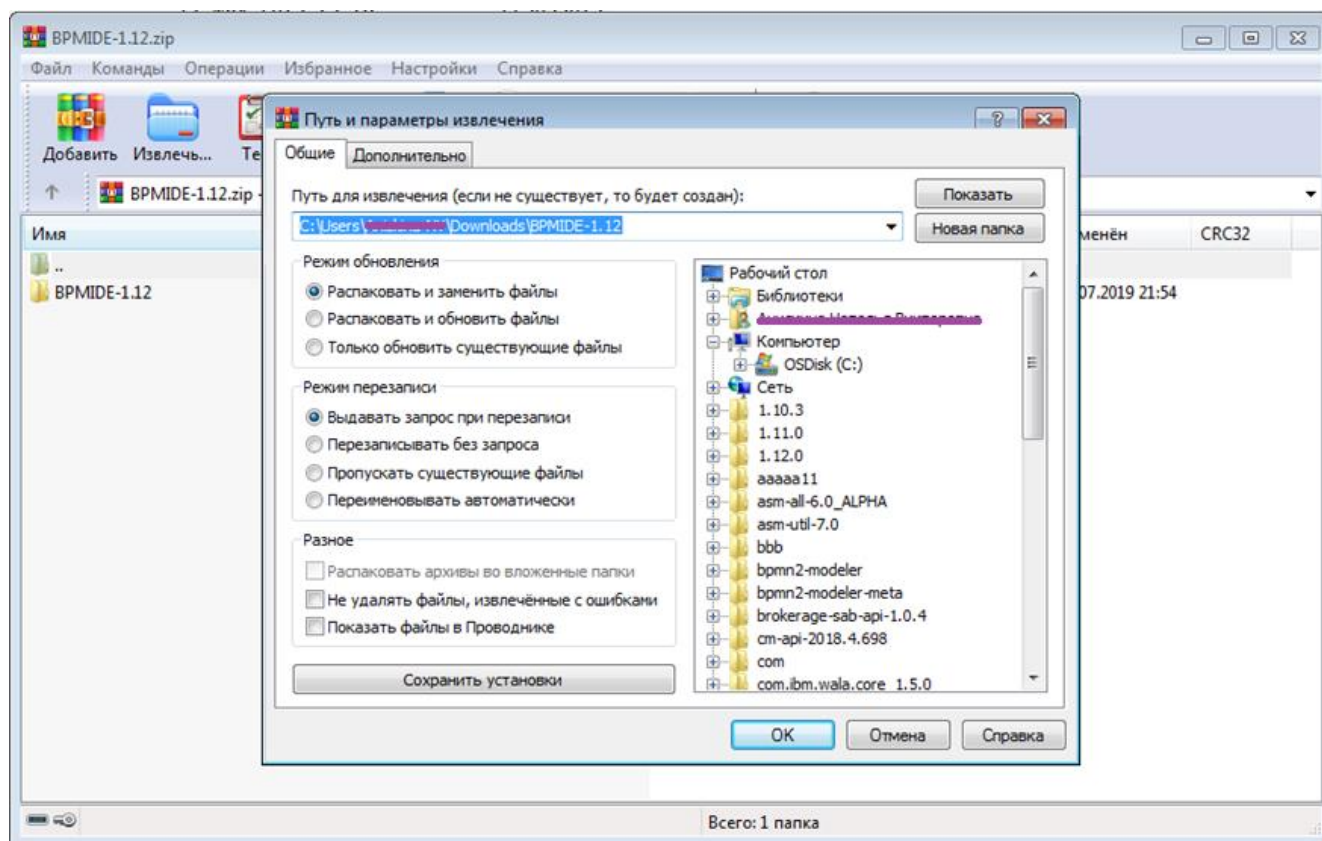 BPMIDE-1.12.zip
Файл Команды Операции Избранное Настройки Справка
Добавить Извлечь...
BPMIDE-1.12.zip -
Имя
..
BPMIDE-1.12
CRC32
07.2019 21:54
Всего: 1 папка
Путь и параметры извлечения
Общие Дополнительно
Путь для извлечения (если не существует, то будет создан):
Показать
C:\Users\
\Downloads\BPMIDE-1.12
Новая папка
Режим обновления
Распаковать и заменить файлы
Распаковать и обновить файлы
Только обновить существующие файлы
Режим перезаписи
Выдавать запрос при перезаписи
Перезаписывать без запроса
Пропускать существующие файлы
Переименовывать автоматически
Разное
Распаковать архивы во вложенные папки
Не удалять файлы, извлечённые с ошибками
Показать файлы в Проводнике
Сохранить установки
Рабочий стол
Библиотеки
Компьютер
OSDisk (C:)
Сеть
1.10.3
1.11.0
1.12.0
aaaaa11
asm-all-6.0_ALPHA
asm-util-7.0
bbb
bpmn2-modeler
bpmn2-modeler-meta
brokerage-sab-api-1.0.4
cm-api-2018.4.698
com
com.ibm.wala.core_1.5.0
OK Отмена Справка